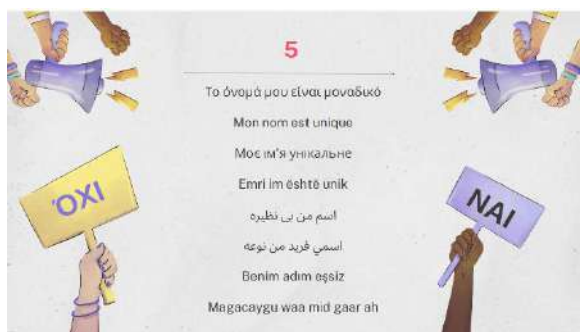 5
Το όνομά μου είναι μοναδικό
Mon nom est unique
Моє ім'я унікальне
Emri im është unik
اسم من بی نظیره
اسمي فريد من نوعه
Benim adım eşsiz
Magacaygu waa mid gaar ah
ΌΧΙ
ΝΑΙ